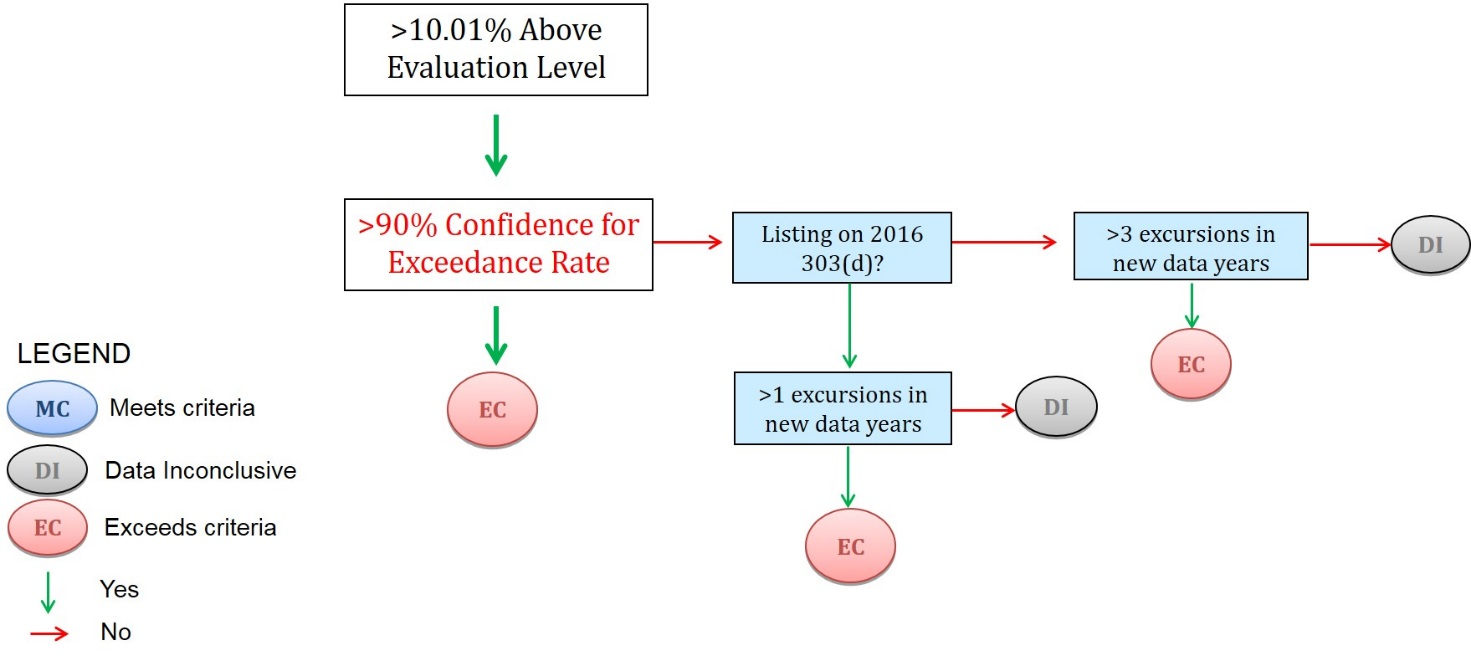 >10.01% Above
Evaluation Level
>90% Confidence for
Exceedance Rate
Listing on 2016
303(d)?
>3 excursions in
new data years
DI
EC
>1 excursions in
new data years
DI
EC
EC
LEGEND
MC Meets criteria
DI Data Inconclusive
EC Exceeds criteria
Yes
No